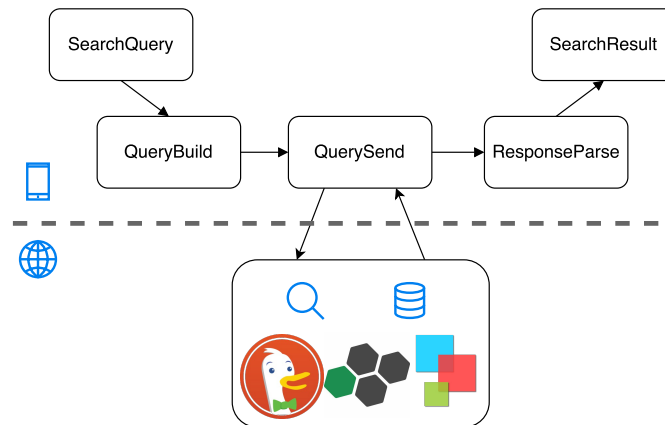 SearchQuery
SearchResult
QueryBuild
QuerySend
ResponseParse